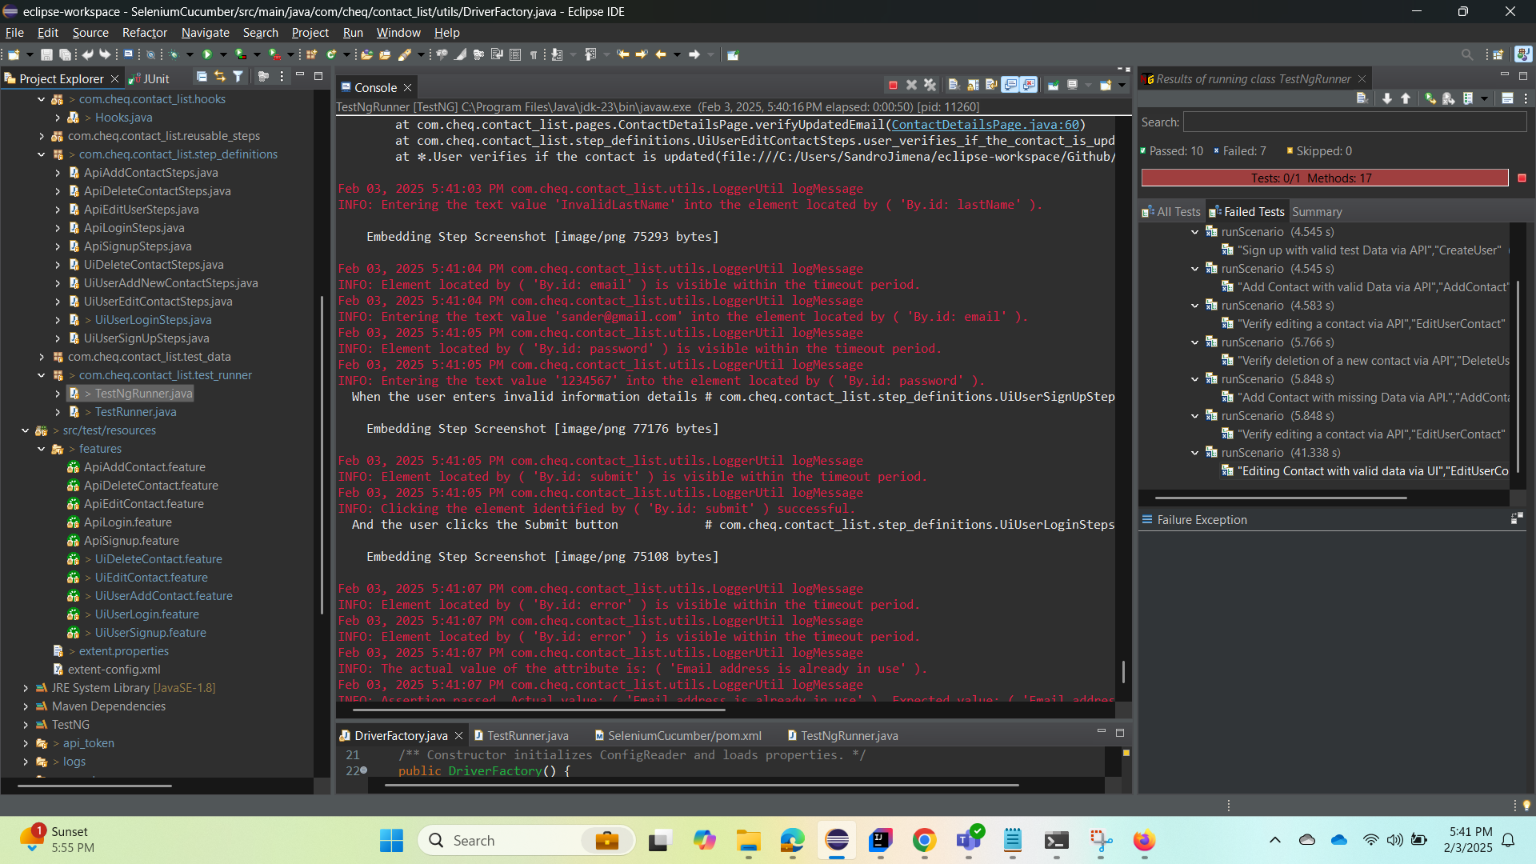 eclipse-workspace - SeleniumCucumber/src/main/java/com/cheq/contact_list/utils/DriverFactory.java - Eclipse IDE
File Edit Source Refactor Navigate Search Project Run Window Help
Project Explorer
JUnit
> com.cheq.contact_list.hooks
> Hooks.java
com.cheq.contact_list.reusable_steps
> com.cheq.contact_list.step_definitions
ApiAddContactSteps.java
ApiDeleteContactSteps.java
ApiEditUserSteps.java
ApiLoginSteps.java
ApiSignupSteps.java
UiDeleteContactSteps.java
UiUserAddNewContactSteps.java
UiUserEditContactSteps.java
> UiUserLoginSteps.java
UiUserSignUpSteps.java
com.cheq.contact_list.test_data
> com.cheq.contact_list.test_runner
> TestNgRunner.java
> TestRunner.java
> src/test/resources
> features
ApiAddContact.feature
ApiDeleteContact.feature
ApiEditContact.feature
ApiLogin.feature
ApiSignup.feature
> UiDeleteContact.feature
> UiEditContact.feature
> UiUserAddContact.feature
> UiUserLogin.feature
> UiUserSignup.feature
> extent.properties
extent-config.xml
JRE System Library [JavaSE-1.8]
Maven Dependencies
TestNG
> api_token
> logs
Console
TestNgRunner [TestNG] C:\Program Files\Java\jdk-23\bin\javaw.exe (Feb 3, 2025, 5:40:16 PM elapsed: 0:00:50) [pid: 11260]
at com.cheq.contact_list.pages.ContactDetailsPage.verifyUpdatedEmail(ContactDetailsPage.java:60)
at com.cheq.contact_list.step_definitions.UiUserEditContactSteps.user_verifies_if_the_contact_is_upd
at ✽.User verifies if the contact is updated(file:///C:/Users/SandroJimena/eclipse-workspace/Github/
Feb 03, 2025 5:41:03 PM com.cheq.contact_list.utils.LoggerUtil logMessage
INFO: Entering the text value 'InvalidLastName' into the element located by ( 'By.id: lastName' ).
Embedding Step Screenshot [image/png 75293 bytes]
Feb 03, 2025 5:41:04 PM com.cheq.contact_list.utils.LoggerUtil logMessage
INFO: Element located by ( 'By.id: email' ) is visible within the timeout period.
Feb 03, 2025 5:41:04 PM com.cheq.contact_list.utils.LoggerUtil logMessage
INFO: Entering the text value 'sander@gmail.com' into the element located by ( 'By.id: email' ).
Feb 03, 2025 5:41:05 PM com.cheq.contact_list.utils.LoggerUtil logMessage
INFO: Element located by ( 'By.id: password' ) is visible within the timeout period.
Feb 03, 2025 5:41:05 PM com.cheq.contact_list.utils.LoggerUtil logMessage
INFO: Entering the text value '1234567' into the element located by ( 'By.id: password' ).
When the user enters invalid information details # com.cheq.contact_list.step_definitions.UiUserSignUpStep
Embedding Step Screenshot [image/png 77176 bytes]
Feb 03, 2025 5:41:05 PM com.cheq.contact_list.utils.LoggerUtil logMessage
INFO: Element located by ( 'By.id: submit' ) is visible within the timeout period.
Feb 03, 2025 5:41:05 PM com.cheq.contact_list.utils.LoggerUtil logMessage
INFO: Clicking the element identified by ( 'By.id: submit' ) successful.
And the user clicks the Submit button # com.cheq.contact_list.step_definitions.UiUserLoginSteps
Embedding Step Screenshot [image/png 75108 bytes]
Feb 03, 2025 5:41:07 PM com.cheq.contact_list.utils.LoggerUtil logMessage
INFO: Element located by ( 'By.id: error' ) is visible within the timeout period.
Feb 03, 2025 5:41:07 PM com.cheq.contact_list.utils.LoggerUtil logMessage
INFO: Element located by ( 'By.id: error' ) is visible within the timeout period.
Feb 03, 2025 5:41:07 PM com.cheq.contact_list.utils.LoggerUtil logMessage
INFO: The actual value of the attribute is: ( 'Email address is already in use' ).
Feb 03, 2025 5:41:07 PM com.cheq.contact_list.utils.LoggerUtil logMessage
INFO: Assertion passed. Actual value: ( 'Email address is already in use' ). Expected value: ( 'Email addres
DriverFactory.java
TestRunner.java
SeleniumCucumber/pom.xml
TestNgRunner.java
21 /** Constructor initializes ConfigReader and loads properties. */
22 public DriverFactory() {
Results of running class TestNgRunner
Search:
Passed: 10 Failed: 7 Skipped: 0
Tests: 0/1 Methods: 17
All Tests Failed Tests Summary
runScenario (4.545 s)
"Sign up with valid test Data via API","CreateUser"
runScenario (4.545 s)
"Add Contact with valid Data via API","AddContact"
runScenario (4.583 s)
"Verify editing a contact via API","EditUserContact"
runScenario (5.766 s)
"Verify deletion of a new contact via API","DeleteUs
runScenario (5.848 s)
"Add Contact with missing Data via API.","AddConta
runScenario (5.848 s)
"Verify editing a contact via API","EditUserContact"
runScenario (41.338 s)
"Editing Contact with valid data via UI","EditUserCo
Failure Exception
1
Sunset
5:55 PM
Search
5:41 PM
2/3/2025